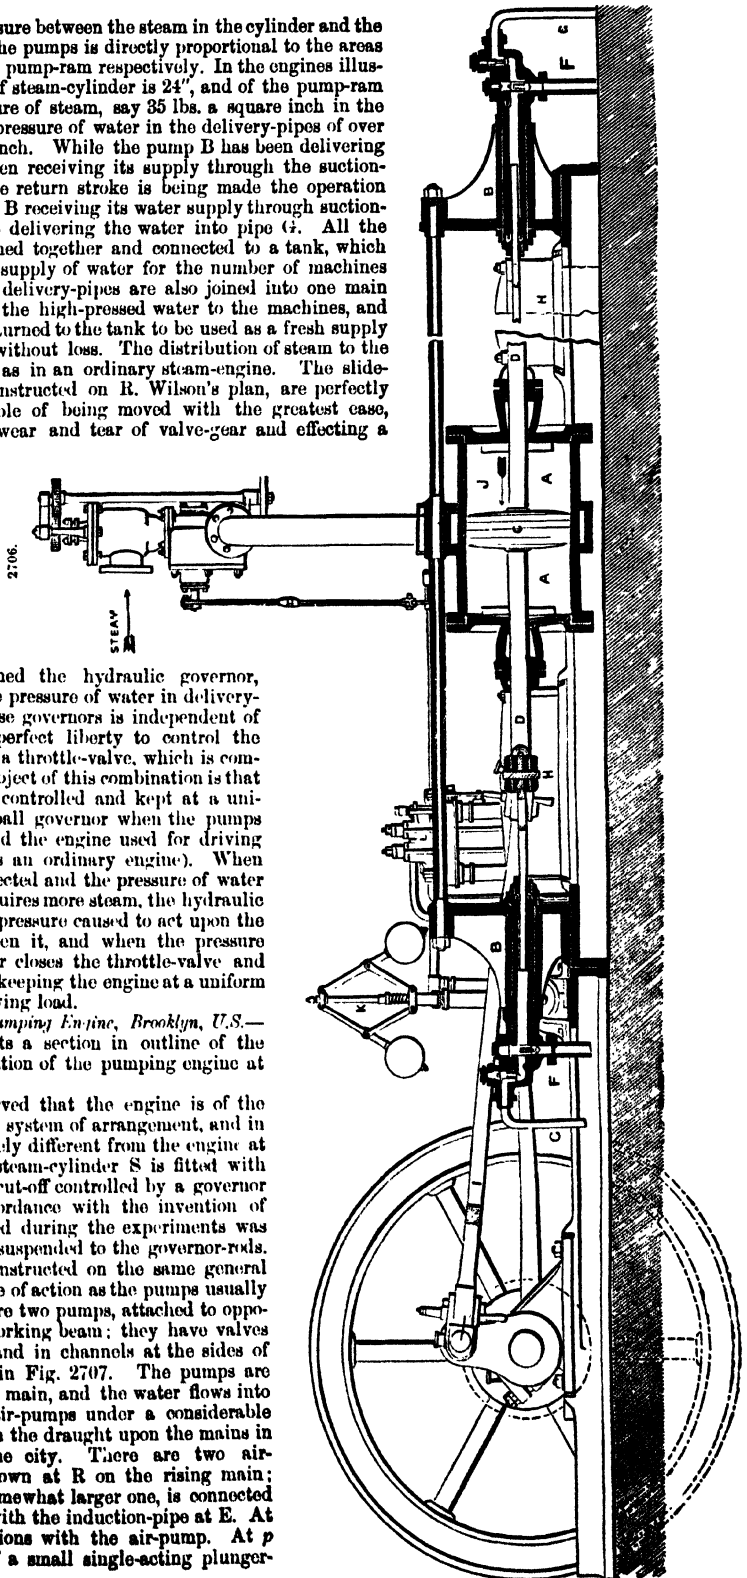 sure between the steam in the cylinder and the
he pumps is directly proportional to the areas
pump-ram respectively. In the engines illus-
f steam-cylinder is 24", and of the pump-ram
re of steam, say 35 lbs. a square inch in the
pressure of water in the delivery-pipes of over
nch. While the pump B has been delivering
en receiving its supply through the suction-
e return stroke is being made the operation
B receiving its water supply through suction-
delivering the water into pipe G. All the
ned together and connected to a tank, which
supply of water for the number of machines
delivery-pipes are also joined into one main
the high-pressed water to the machines, and
turned to the tank to be used as a fresh supply
without loss. The distribution of steam to the
as in an ordinary steam-engine. The slide-
nstructed on R. Wilson's plan, are perfectly
ble of being moved with the greatest ease,
wear and tear of valve-gear and effecting a
2706.
STEAM
G
F
B
H
D
J
A
C
A
D
H
B
K
F
G
I
ned the hydraulic governor,
e pressure of water in delivery-
se governors is independent of
perfect liberty to control the
a throttle-valve, which is com-
bject of this combination is that
controlled and kept at a uni-
ball governor when the pumps
d the engine used for driving
s an ordinary engine). When
ected and the pressure of water
quires more steam, the hydraulic
pressure caused to act upon the
en it, and when the pressure
r closes the throttle-valve and
keeping the engine at a uniform
ying load.
umping Engine, Brooklyn, U.S.—
ts a section in outline of the
tion of the pumping engine at
ved that the engine is of the
system of arrangement, and in
ly different from the engine at
steam-cylinder S is fitted with
cut-off controlled by a governor
ordance with the invention of
d during the experiments was
suspended to the governor-rods.
nstructed on the same general
e of action as the pumps usually
re two pumps, attached to oppo-
orking beam; they have valves
and in channels at the sides of
in Fig. 2707. The pumps are
main, and the water flows into
air-pumps under a considerable
n the draught upon the mains in
he city. There are two air-
own at R on the rising main;
mewhat larger one, is connected
with the induction-pipe at E. At
tions with the air-pump. At p
f a small single-acting plunger-